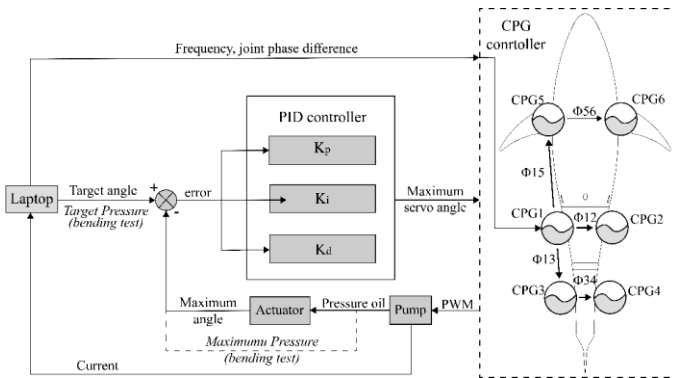 CPG
conrtoller
Frequency, joint phase difference
CPG5
Φ56
CPG6
PID controller
Kp
Φ15
Laptop
Target angle
+
error
Ki
Maximum
Target Pressure
-
servo angle
(bending test)
0
CPG1
Φ12
CPG2
Kd
Φ13
Φ34
CPG3
CPG4
Maximum
angle
Actuator
Pressure oil
Pump
PWM
Maximumu Pressure
(bending test)
Current